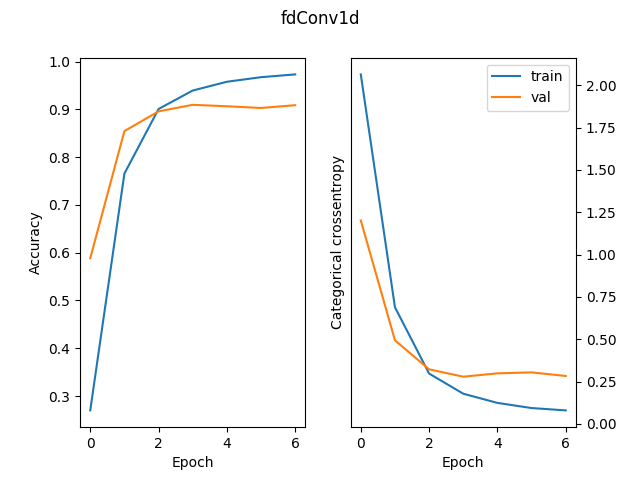 fdConv1d
Accuracy
1.0
0.9
0.8
0.7
0.6
0.5
0.4
0.3
0 2 4 6
Epoch
Categorical crossentropy
train
val
2.00
1.75
1.50
1.25
1.00
0.75
0.50
0.25
0.00
0 2 4 6
Epoch